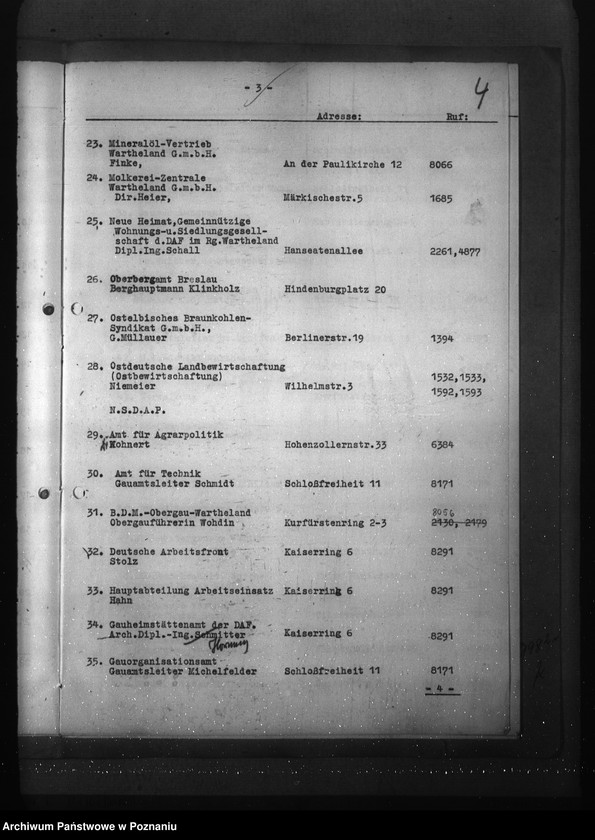 - 3 -
4
Adresse: Ruf:
23. Mineralöl-Vertrieb
Wartheland G.m.b.H.
Finke, An der Paulikirche 12 8066
24. Molkerei-Zentrale
Wartheland G.m.b.H.
Dir.Heier, Märkischestr.5 1685
25. Neue Heimat,Gemeinnützige
Wohnungs-u.Siedlungsgesell-
schaft d.DAF im Rg.Wartheland
Dipl.Ing.Schall Hanseatenallee 2261,4877
26. Oberbergamt Breslau
Berghauptmann Klinkholz Hindenburgplatz 20
27. Ostelbisches Braunkohlen-
Syndikat G.m.b.H.,
G.Müllauer Berlinerstr.19 1394
28. Ostdeutsche Landbewirtschaftung
(Ostbewirtschaftung) 1532,1533,
Niemeier Wilhelmstr.3 1592,1593
N.S.D.A.P.
29. Amt für Agrarpolitik
Kohnert Hohenzollernstr.33 6384
30. Amt für Technik
Gauamtsleiter Schmidt Schloßfreiheit 11 8171
31. B.D.M.-Obergau-Wartheland 8056
Obergauführerin Wohdin Kurfürstenring 2-3 2130, 2179
32. Deutsche Arbeitsfront Kaiserring 6 8291
Stolz
33. Hauptabteilung Arbeitseinsatz Kaiserring 6 8291
Hahn
34. Gauheimstättenamt der DAF.
Arch.Dipl.-Ing.Schmitter Kaiserring 6 8291
35. Gauorganisationsamt
Gauamtsleiter Michelfelder Schloßfreiheit 11 8171
- 4 -
Archiwum Państwowe w Poznaniu